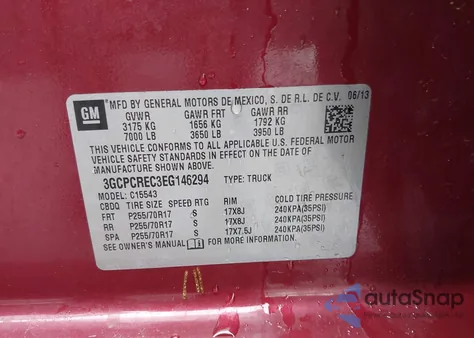 GM
MFD BY GENERAL MOTORS DE MEXICO, S. DE R.L. DE C.V. 06/13
GVWR GAWR FRT GAWR RR
3175 KG 1656 KG 1792 KG
7000 LB 3650 LB 3950 LB
THIS VEHICLE CONFORMS TO ALL APPLICABLE U.S. FEDERAL MOTOR
VEHICLE SAFETY STANDARDS IN EFFECT ON THE DATE OF
MANUFACTURE SHOWN ABOVE.
3GCPCREC3EG146294 TYPE: TRUCK
MODEL: C15543
CBDQ TIRE SIZE SPEED RTG RIM COLD TIRE PRESSURE
FRT P255/70R17 S 17X8J 240KPA(35PSI)
RR P255/70R17 S 17X8J 240KPA(35PSI)
SPA P255/70R17 S 17X7.5J 240KPA(35PSI)
SEE OWNER'S MANUAL FOR MORE INFORMATION
autoSnap